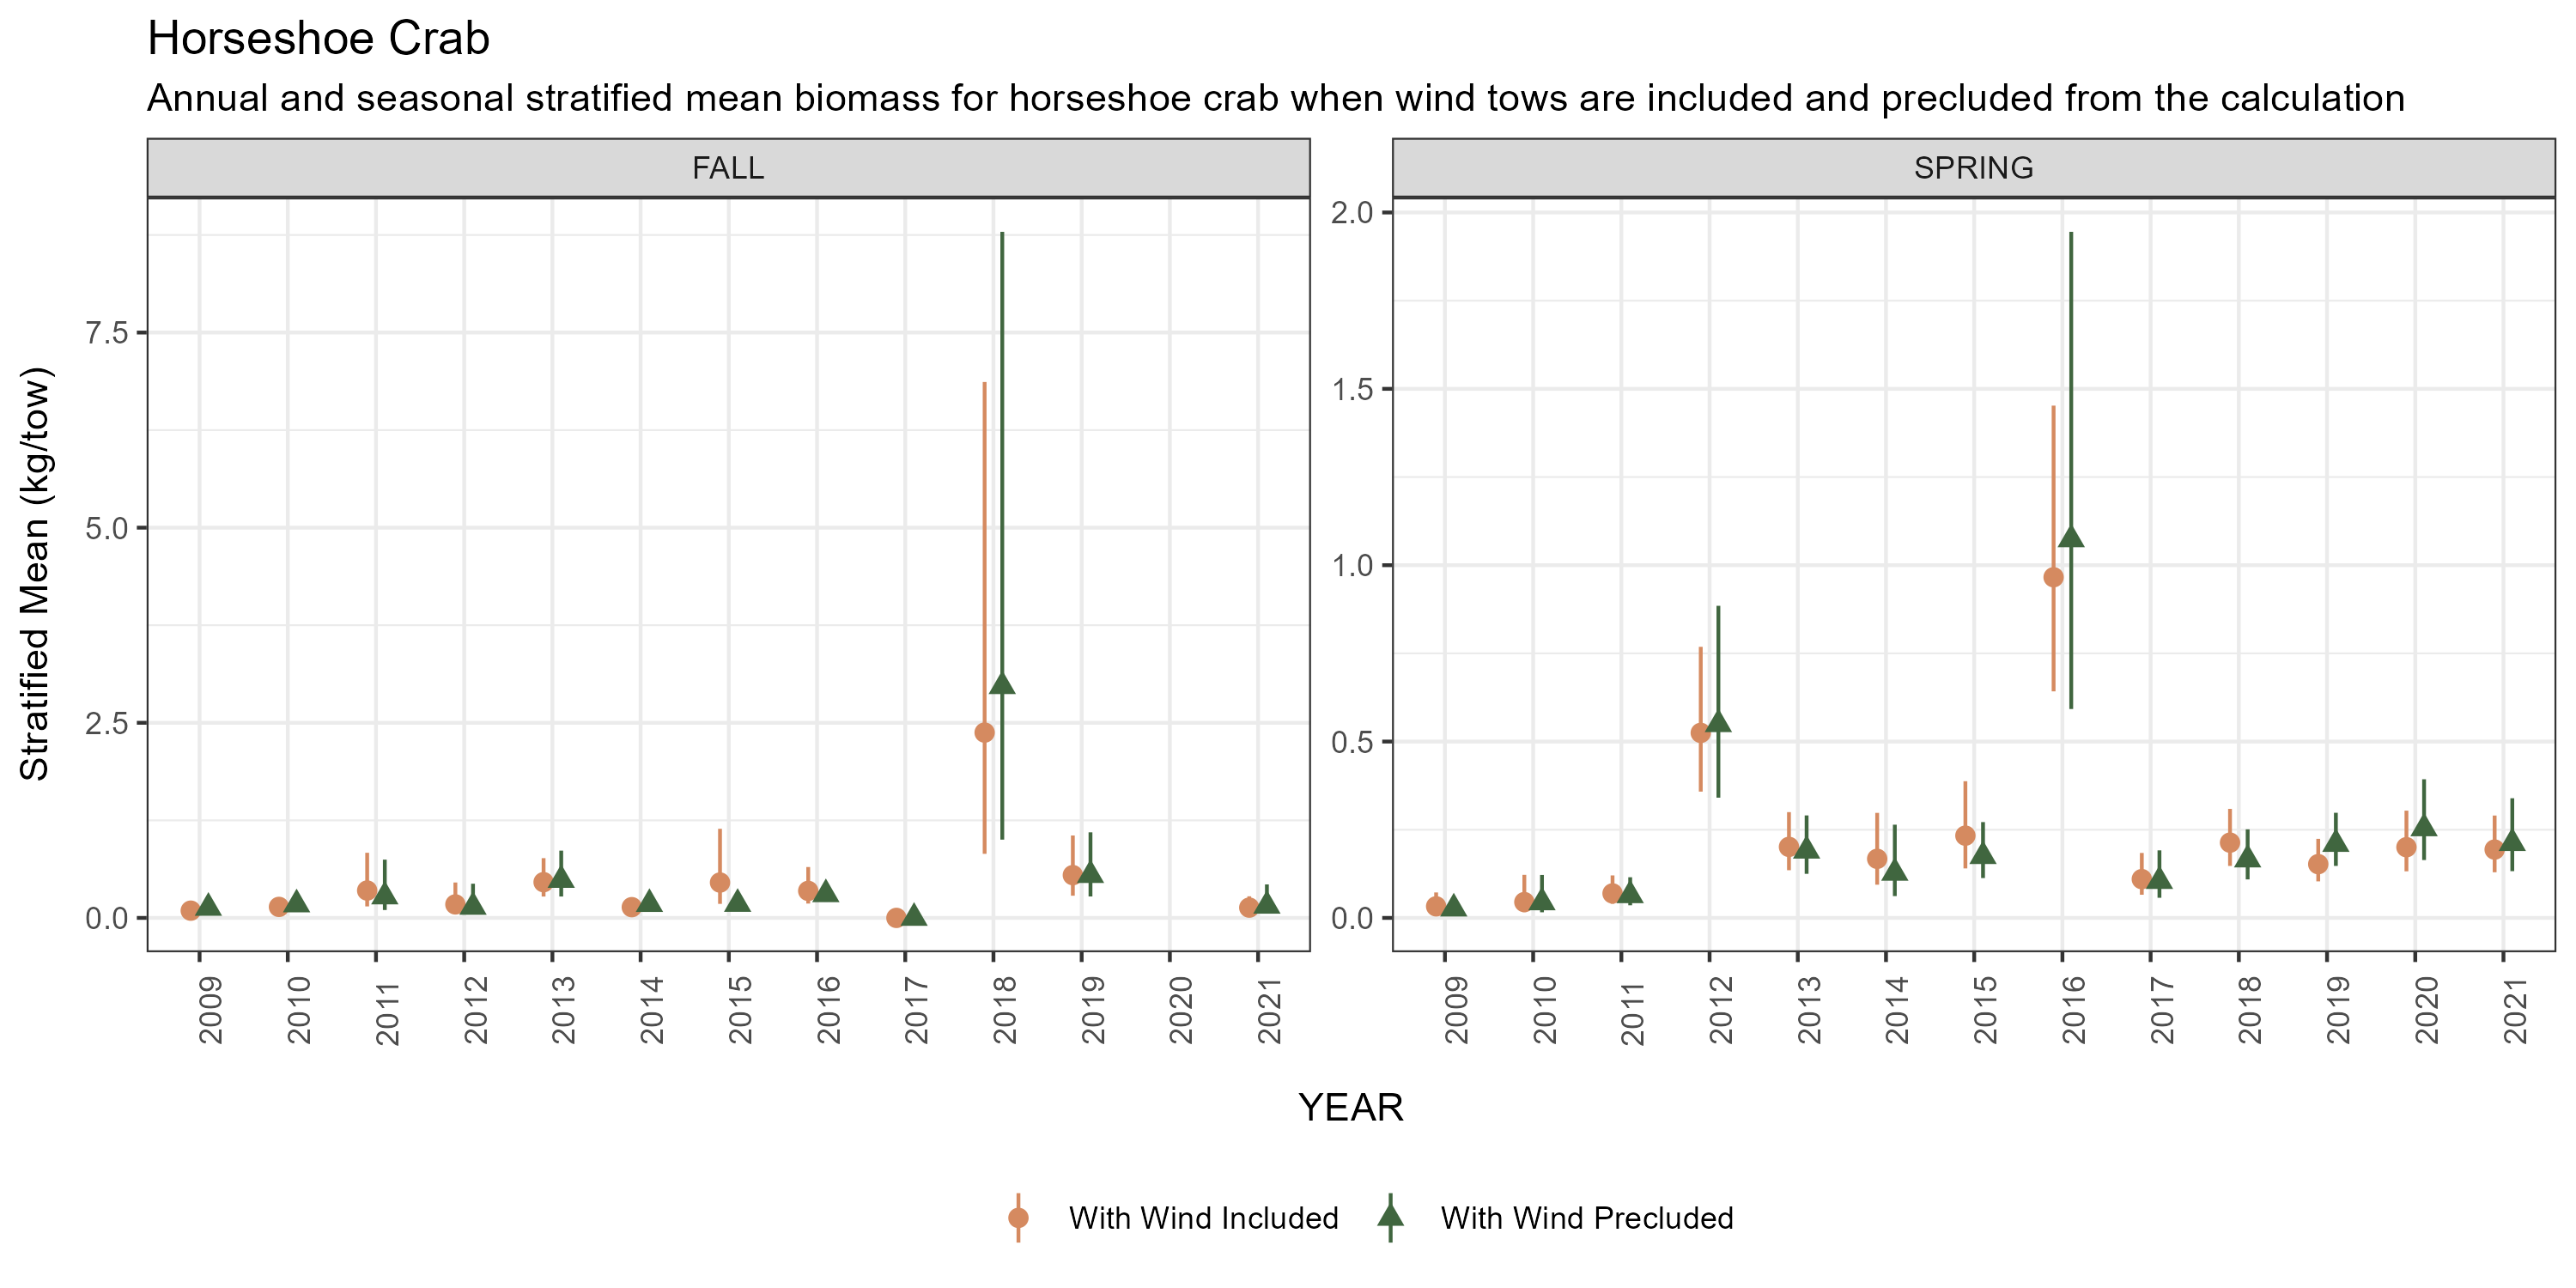 Horseshoe Crab
Annual and seasonal stratified mean biomass for horseshoe crab when wind tows are included and precluded from the calculation
FALL
SPRING
Stratified Mean (kg/tow)
7.5
5.0
2.5
0.0
2.0
1.5
1.0
0.5
0.0
2009 2010 2011 2012 2013 2014 2015 2016 2017 2018 2019 2020 2021
2009 2010 2011 2012 2013 2014 2015 2016 2017 2018 2019 2020 2021
YEAR
With Wind Included
With Wind Precluded